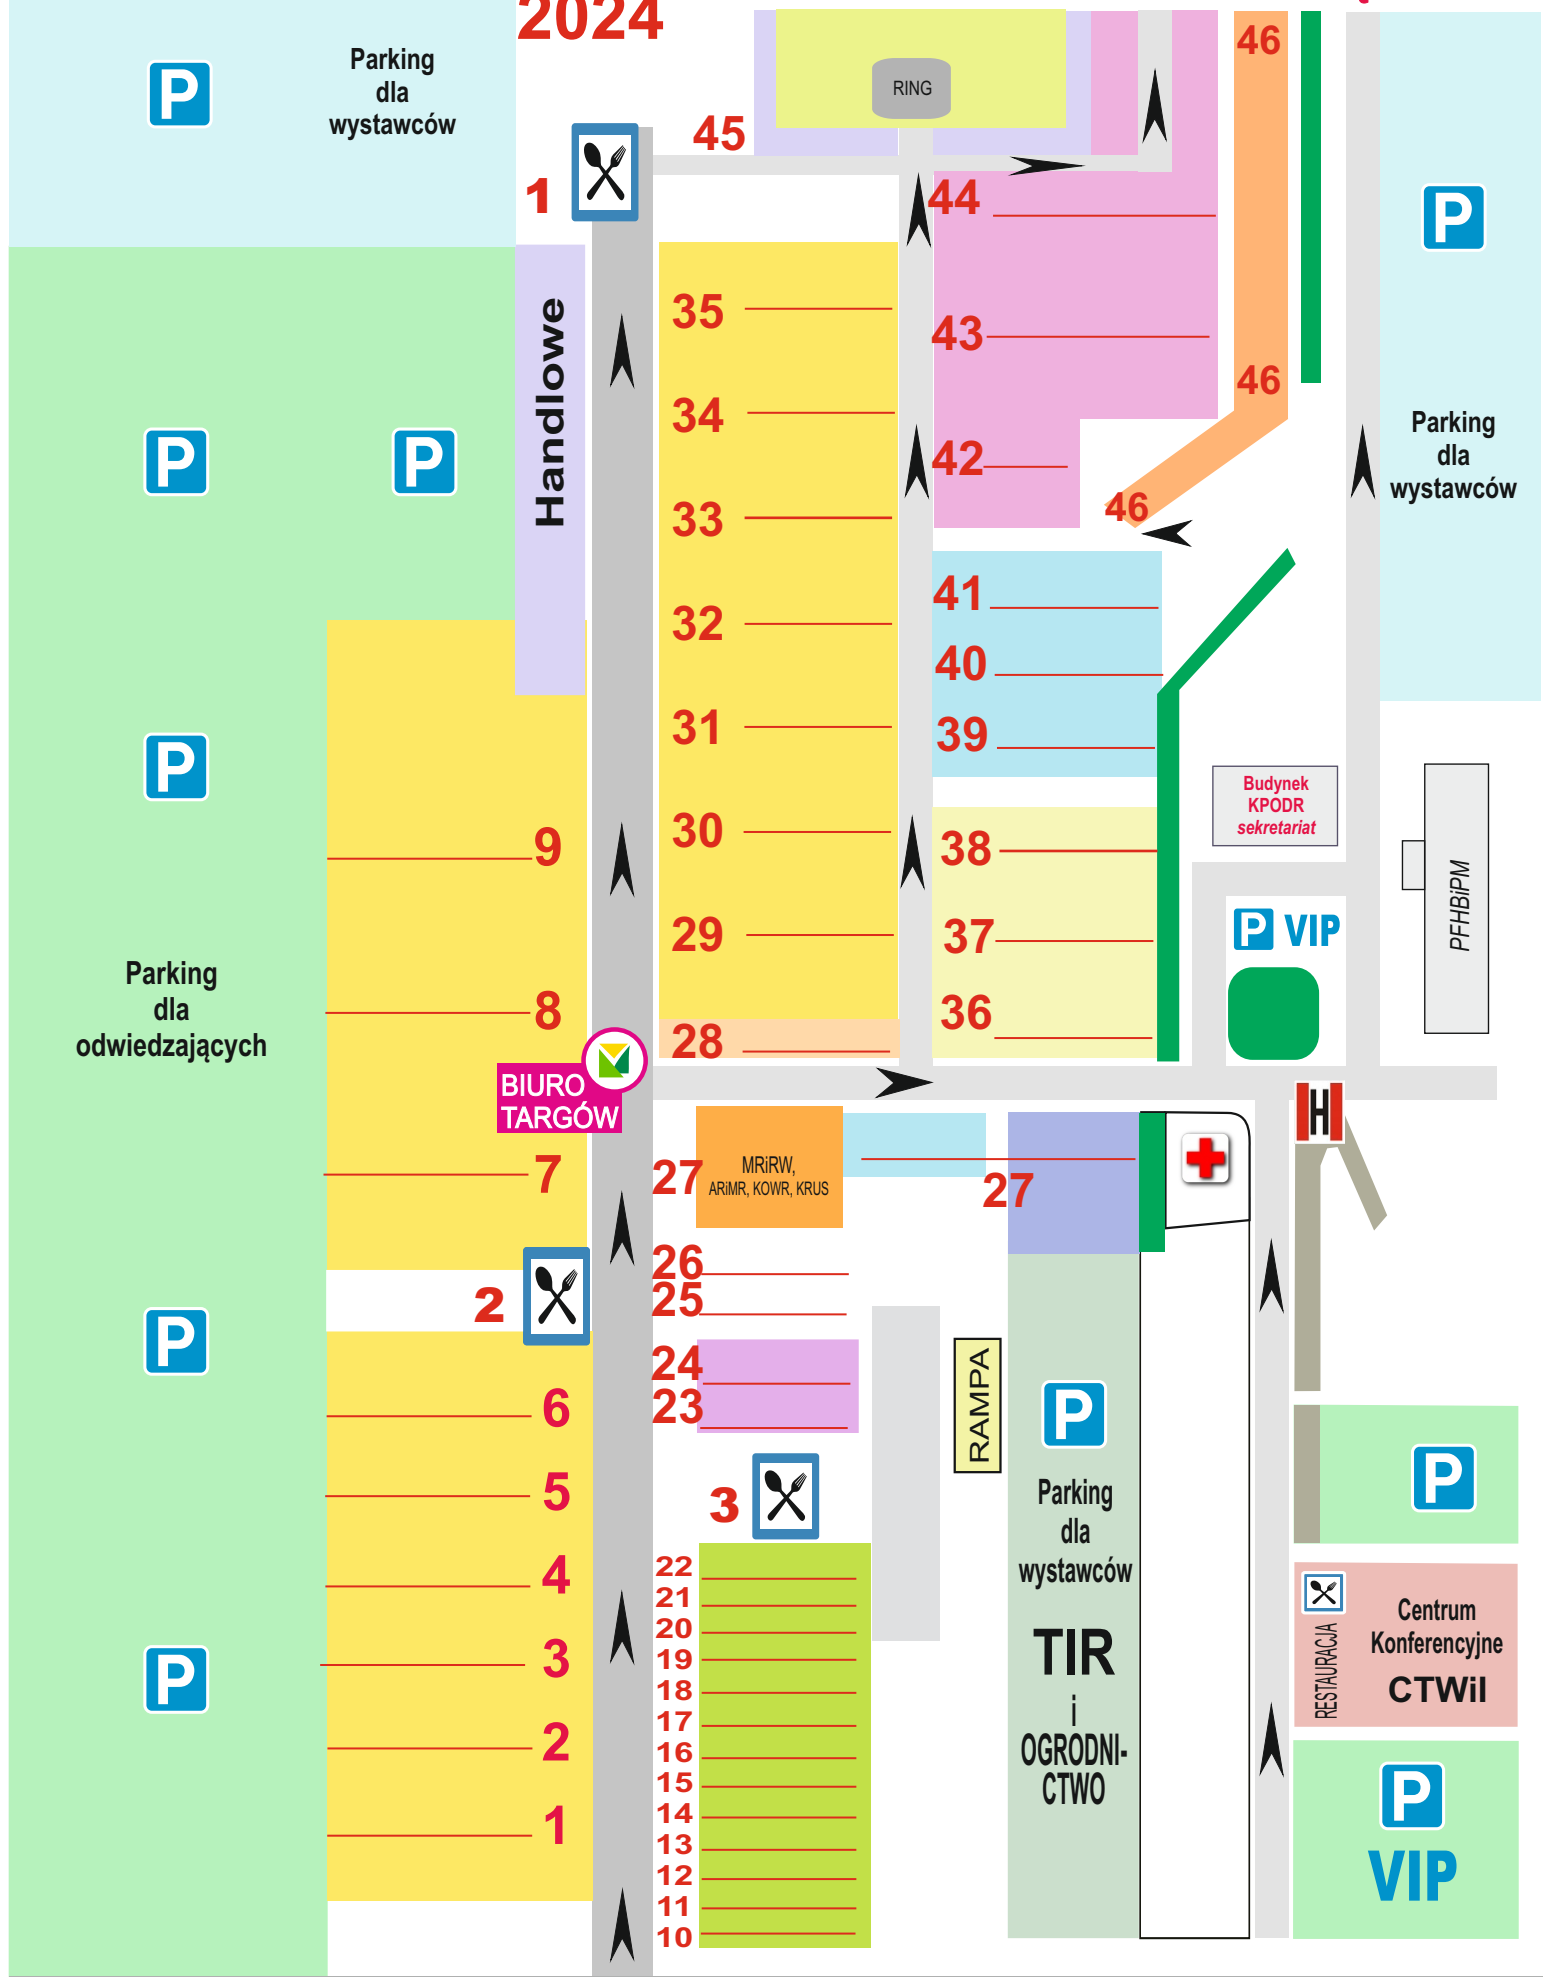 2024
P
Parking
dla
wystawców
RING
46
45
1
44
P
35
Handlowe
43
46
34
42
Parking
dla
wystawców
P
P
33
46
41
32
40
31
39
P
Budynek
KPODR
sekretariat
30
38
9
PFHBiPM
29
37
P VIP
Parking
dla
odwiedzających
8
36
28
BIURO
TARGÓW
H
7
27
MRiRW,
ARiMR, KOWR, KRUS
27
26
25
2
P
24
23
RAMPA
6
P
5
3
Parking
dla
wystawców
TIR
i
OGRODNI-
CTWO
P
22
21
20
19
18
17
16
15
14
13
12
11
10
4
3
2
1
P
RESTAURACJA
Centrum
Konferencyjne
CTWiI
P
VIP